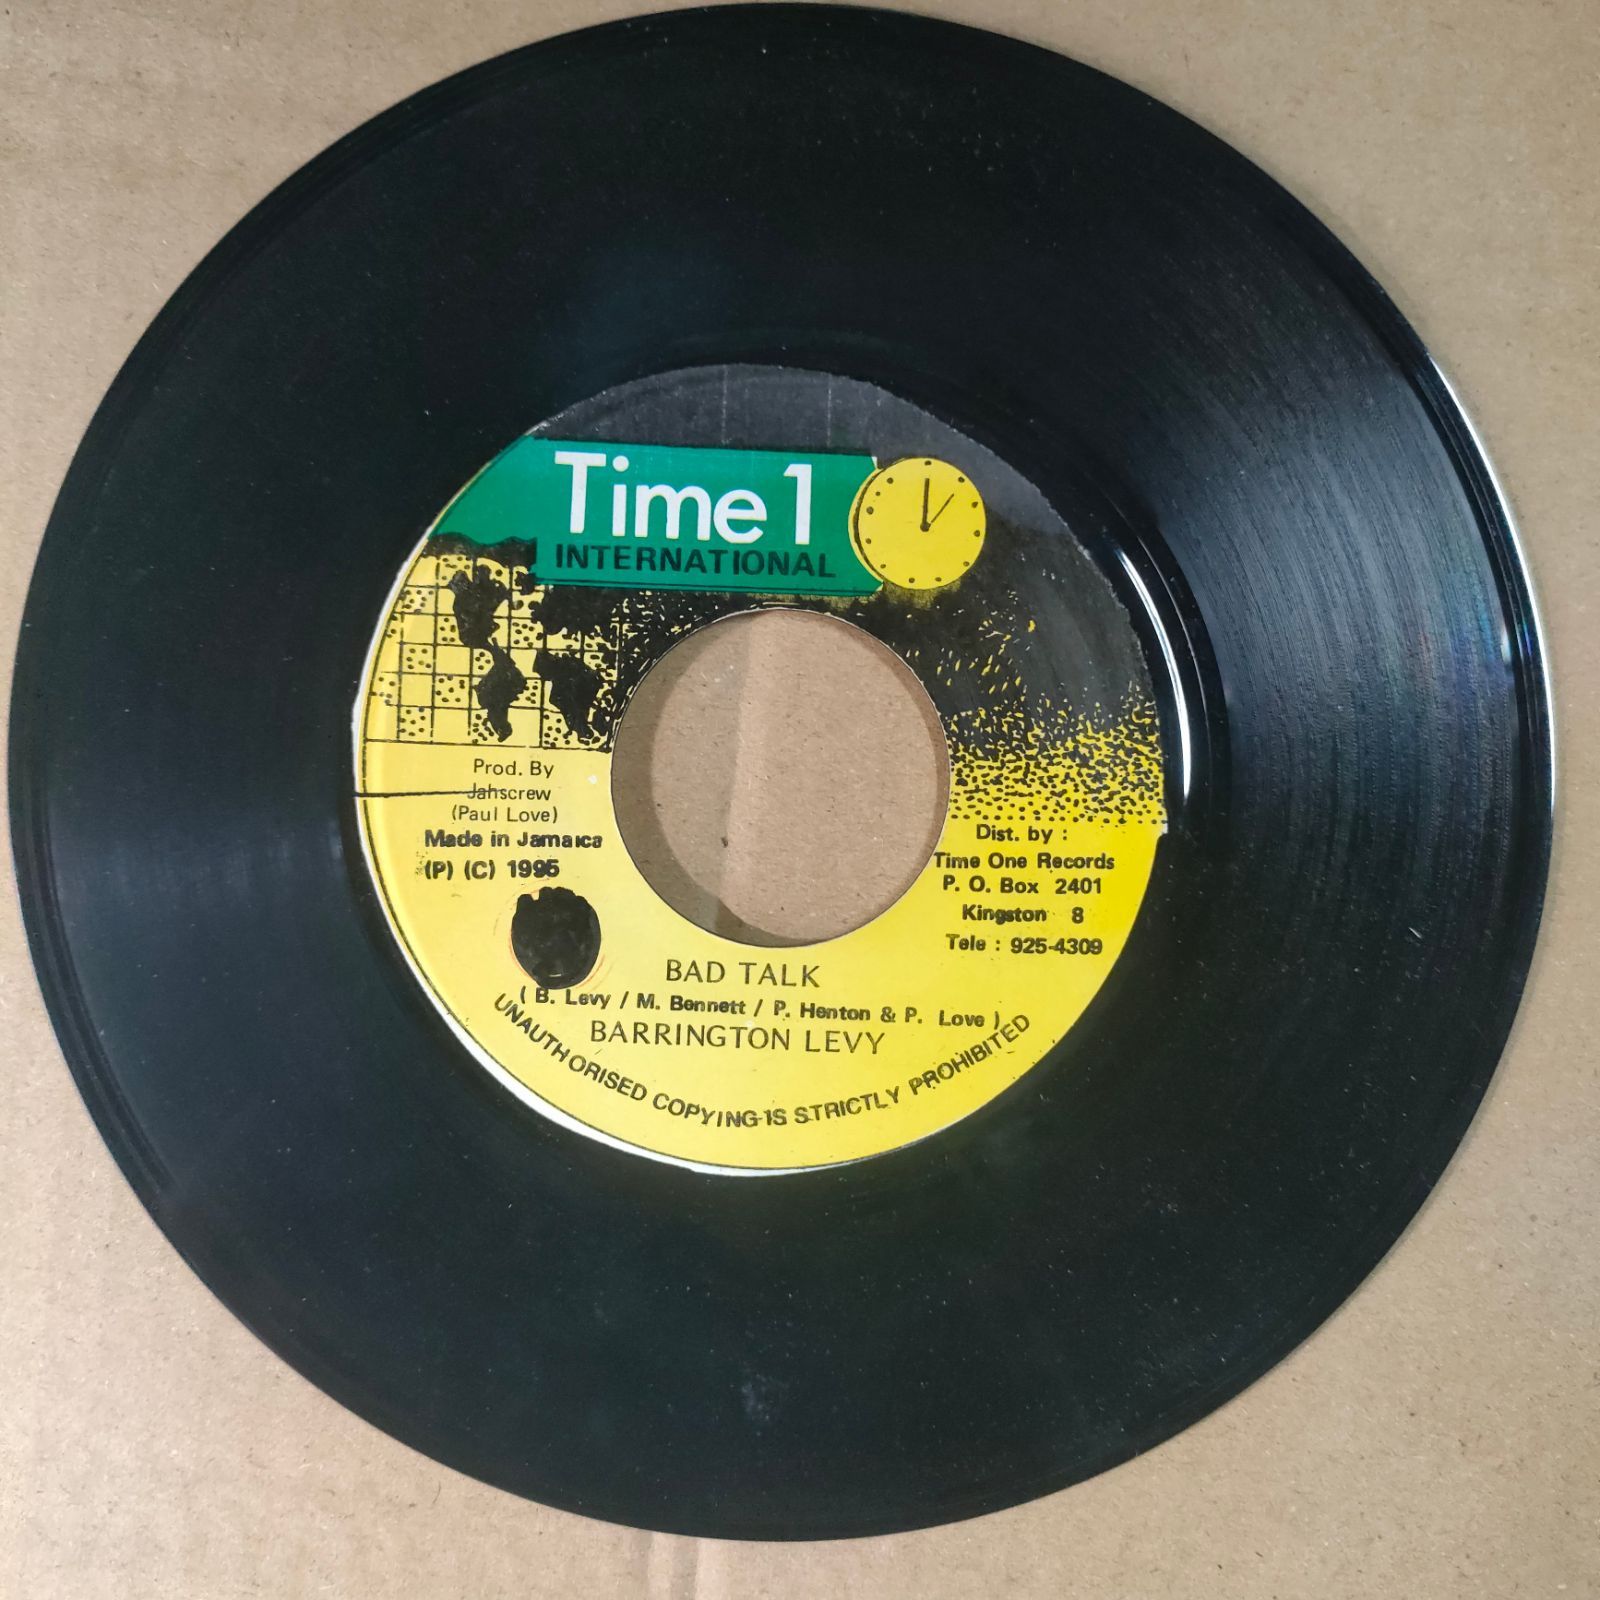 Time 1
INTERNATIONAL
Prod. By
Jahscrew
(Paul Love)
Made in Jamaica
(P) (C) 1995
Dist. by :
Time One Records
P. O. Box 2401
Kingston 8
Tele : 925-4309
BAD TALK
( B. Levy / M. Bennett / P. Henton & P. Love )
BARRINGTON LEVY
UNAUTHORISED COPYING IS STRICTLY PROHIBITED